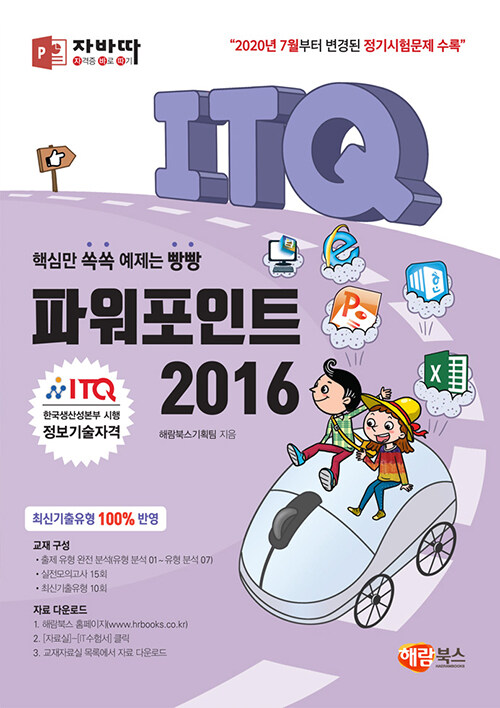 자바따
자격증 바로 따기
“2020년 7월부터 변경된 정기시험문제 수록”
ITQ
핵심만 쏙쏙 예제는 빵빵
파워포인트
2016
해람북스기획팀 지음
ITQ
한국생산성본부 시행
정보기술자격
최신기출유형 100% 반영
교재 구성
• 출제 유형 완전 분석(유형 분석 01 ~ 유형 분석 07)
• 실전모의고사 15회
• 최신기출유형 10회
자료 다운로드
1. 해람북스 홈페이지(www.hrbooks.co.kr)
2. [자료실]-[IT수험서] 클릭
3. 교재자료실 목록에서 자료 다운로드
해람북스
HAERAMBOOKS